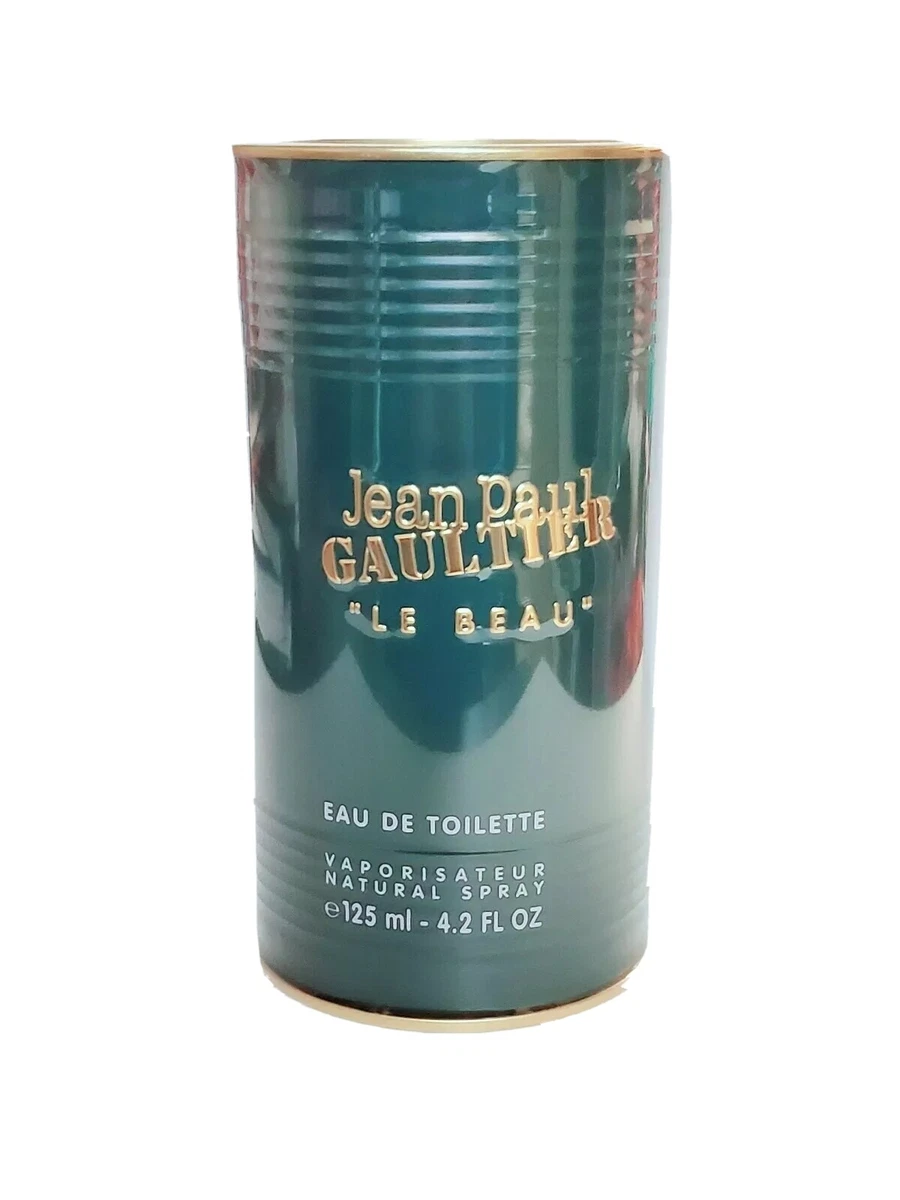 Jean Paul
GAULTIER
"LE BEAU"
EAU DE TOILETTE
VAPORISATEUR
NATURAL SPRAY
℮125 ml - 4.2 FL OZ